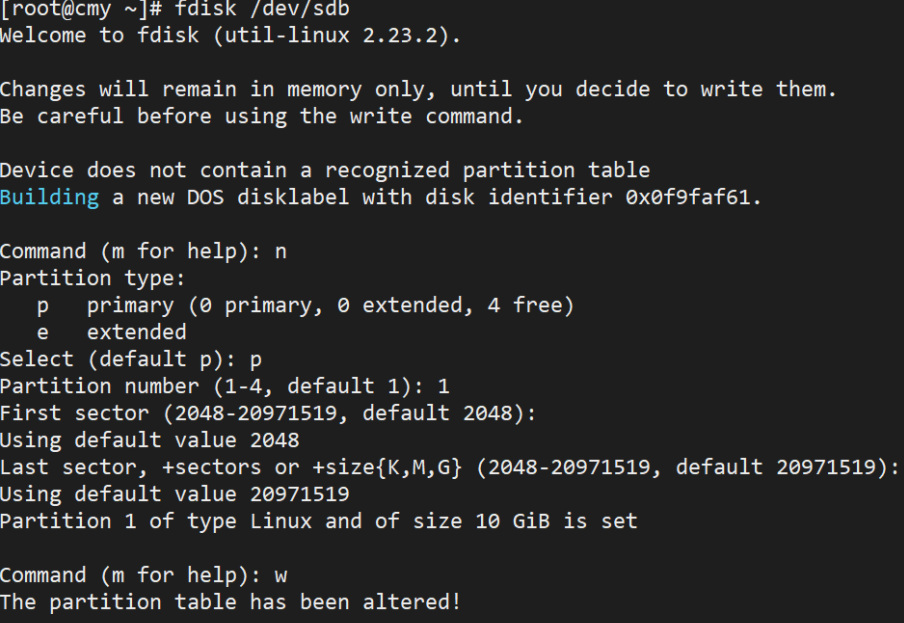 [root@cmy ~]# fdisk /dev/sdb
Welcome to fdisk (util-linux 2.23.2).

Changes will remain in memory only, until you decide to write them.
Be careful before using the write command.

Device does not contain a recognized partition table
Building a new DOS disklabel with disk identifier 0x0f9faf61.

Command (m for help): n
Partition type:
   p   primary (0 primary, 0 extended, 4 free)
   e   extended
Select (default p): p
Partition number (1-4, default 1): 1
First sector (2048-20971519, default 2048):
Using default value 2048
Last sector, +sectors or +size{K,M,G} (2048-20971519, default 20971519):
Using default value 20971519
Partition 1 of type Linux and of size 10 GiB is set

Command (m for help): w
The partition table has been altered!